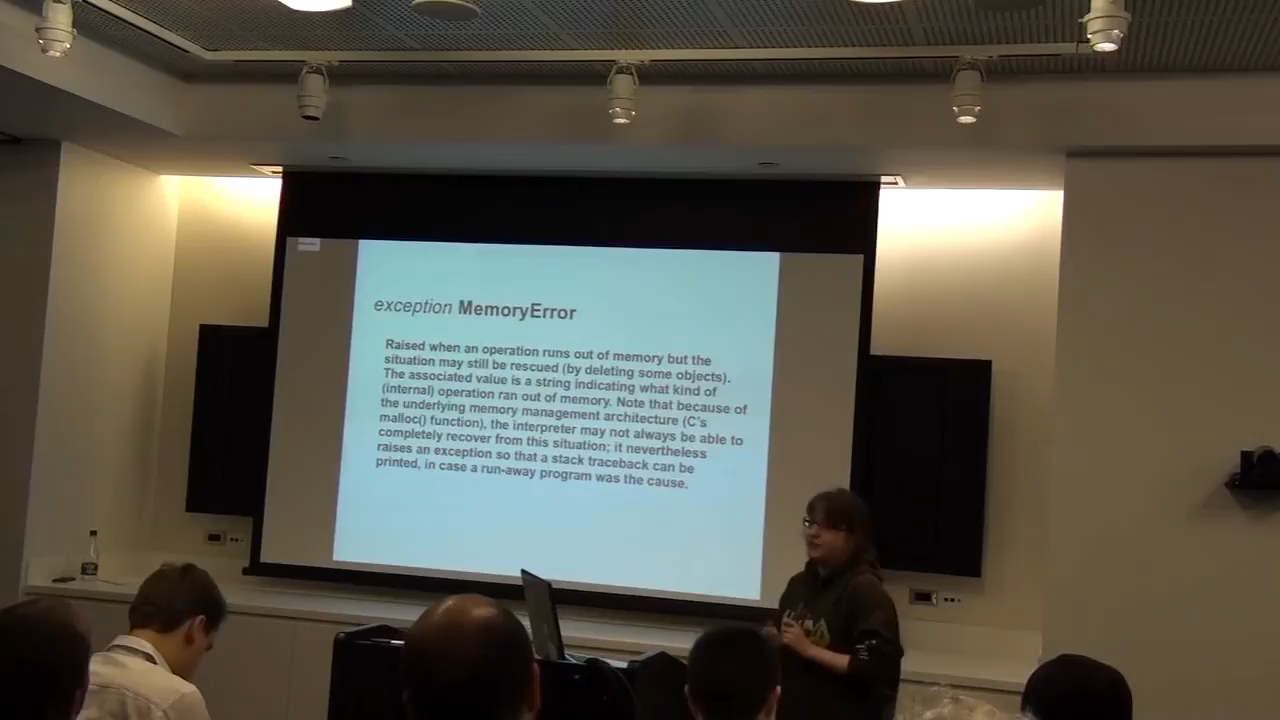 exception MemoryError
Raised when an operation runs out of memory but the
situation may still be rescued (by deleting some objects).
The associated value is a string indicating what kind of
(internal) operation ran out of memory. Note that because of
the underlying memory management architecture (C's
malloc() function), the interpreter may not always be able to
completely recover from this situation; it nevertheless
raises an exception so that a stack traceback can be
printed, in case a run-away program was the cause.